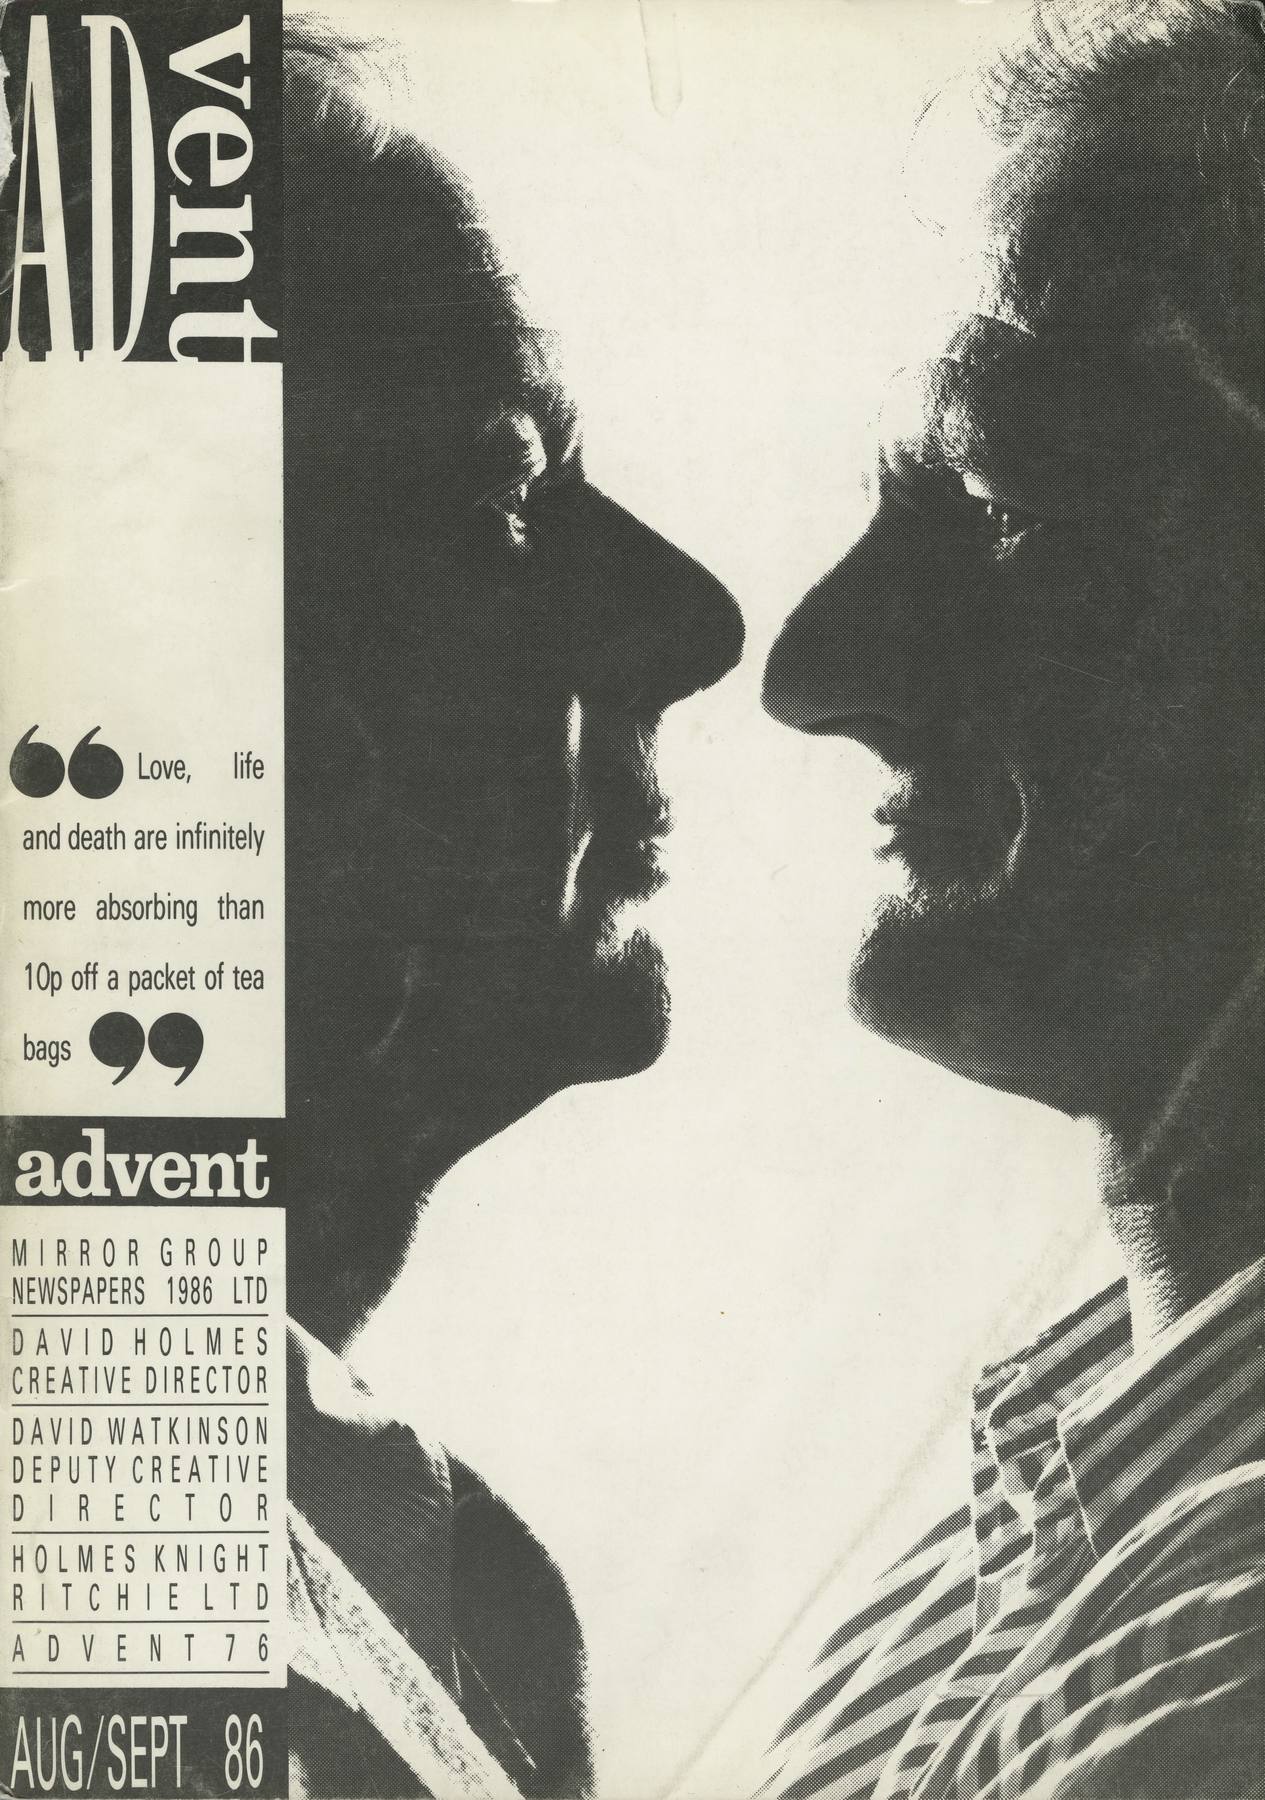 ADvent
“ Love, life
and death are infinitely
more absorbing than
10p off a packet of tea
bags ”
advent
MIRROR GROUP
NEWSPAPERS 1986 LTD
DAVID HOLMES
CREATIVE DIRECTOR
DAVID WATKINSON
DEPUTY CREATIVE
DIRECTOR
HOLMES KNIGHT
RITCHIE LTD
ADVENT 76
AUG/SEPT 86